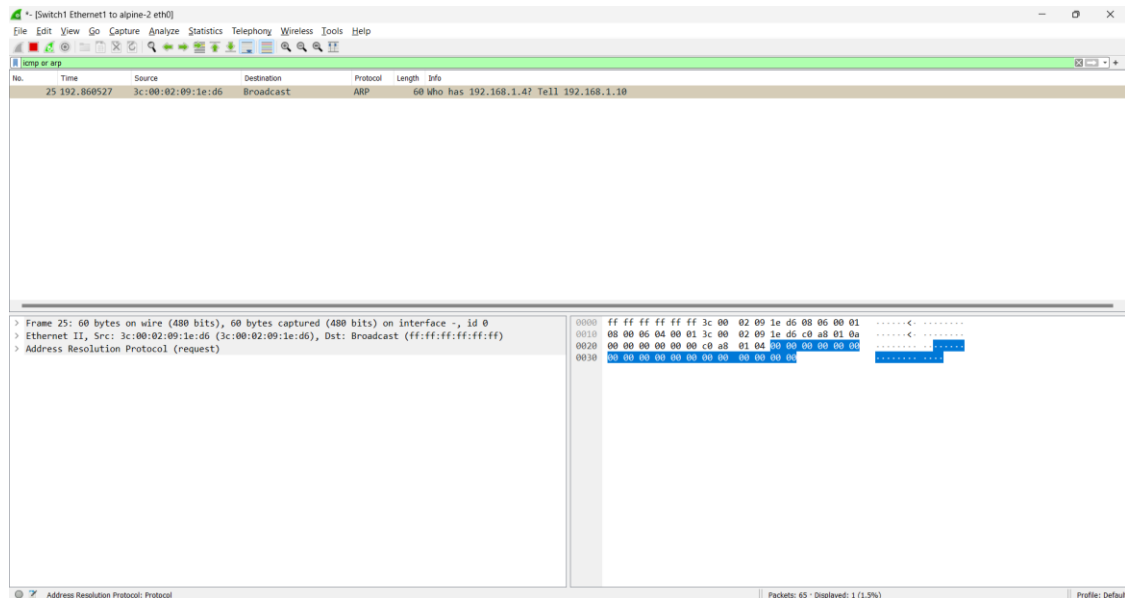 *- [Switch1 Ethernet1 to alpine-2 eth0]
File Edit View Go Capture Analyze Statistics Telephony Wireless Tools Help
icmp or arp
No. Time Source Destination Protocol Length Info
25 192.860527 3c:00:02:09:1e:d6 Broadcast ARP 60 Who has 192.168.1.4? Tell 192.168.1.10
> Frame 25: 60 bytes on wire (480 bits), 60 bytes captured (480 bits) on interface -, id 0
> Ethernet II, Src: 3c:00:02:09:1e:d6 (3c:00:02:09:1e:d6), Dst: Broadcast (ff:ff:ff:ff:ff:ff)
> Address Resolution Protocol (request)
0000 ff ff ff ff ff ff 3c 00 02 09 1e d6 08 06 00 01 ······<· ········
0010 08 00 06 04 00 01 3c 00 02 09 1e d6 c0 a8 01 0a ······<· ········
0020 00 00 00 00 00 00 c0 a8 01 04 00 00 00 00 00 00 ········ ········
0030 00 00 00 00 00 00 00 00 00 00 00 00 ········ ····
Address Resolution Protocol: Protocol
Packets: 65 · Displayed: 1 (1.5%)
Profile: Default